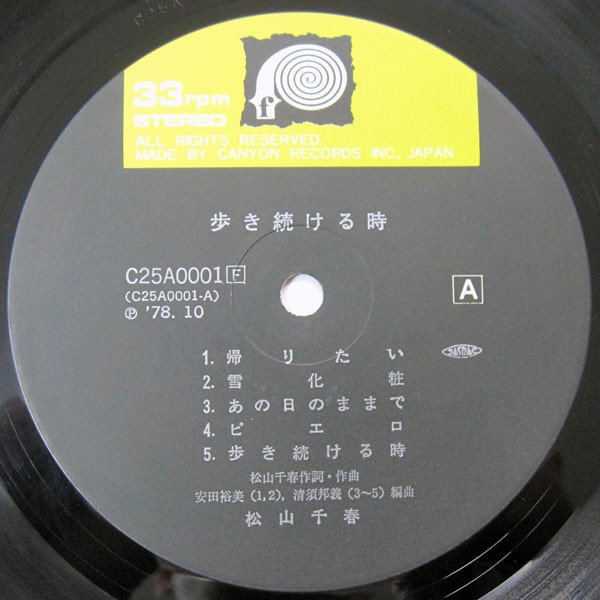 33rpm
STEREO
f
ALL RIGHTS RESERVED.
MADE BY CANYON RECORDS INC., JAPAN
歩き続ける時
C25A0001 F
(C25A0001-A)
Ⓟ '78. 10
A
1. 帰りたい
2. 雪化粧
3. あの日のままで
4. ピエロ
5. 歩き続ける時
JASRAC
松山千春作詞・作曲
安田裕美(1,2), 清須邦義(3〜5)編曲
松山千春